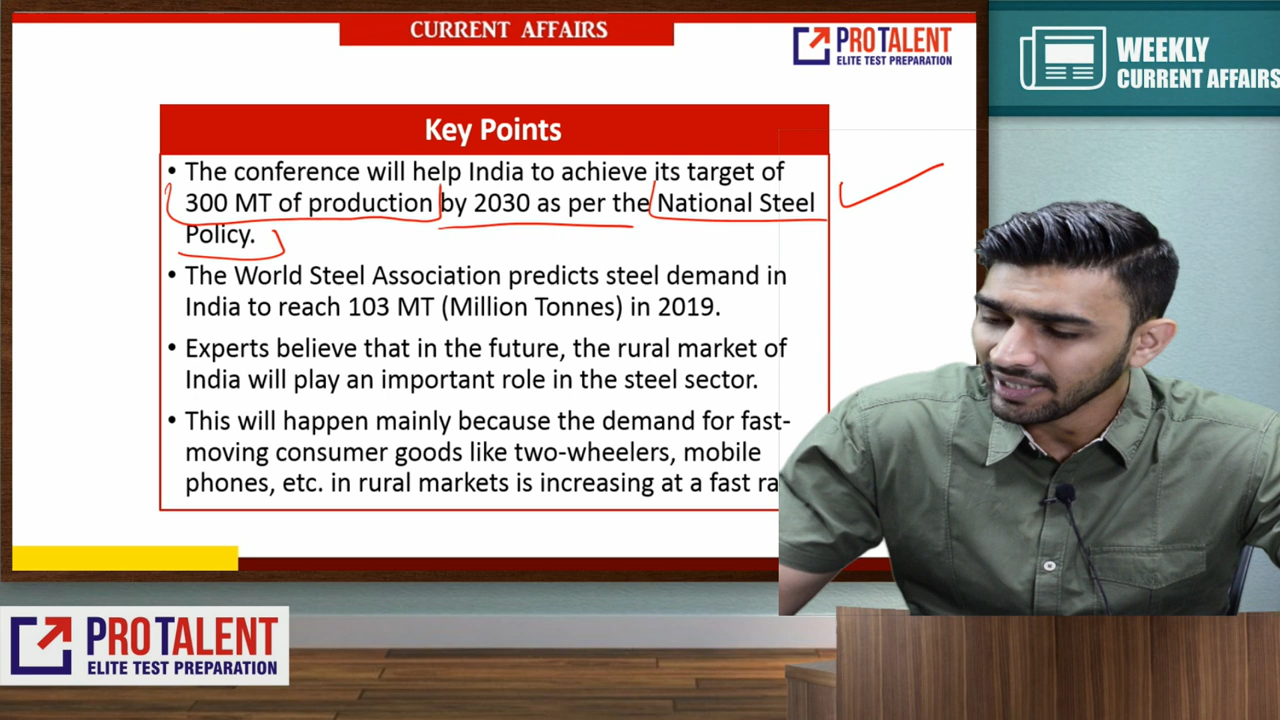 CURRENT AFFAIRS
PROTALENT
ELITE TEST PREPARATION
WEEKLY
CURRENT AFFAIRS
Key Points
• The conference will help India to achieve its target of
300 MT of production by 2030 as per the National Steel
Policy.
• The World Steel Association predicts steel demand in
India to reach 103 MT (Million Tonnes) in 2019.
• Experts believe that in the future, the rural market of
India will play an important role in the steel sector.
• This will happen mainly because the demand for fast-
moving consumer goods like two-wheelers, mobile
phones, etc. in rural markets is increasing at a fast ra
PROTALENT
ELITE TEST PREPARATION